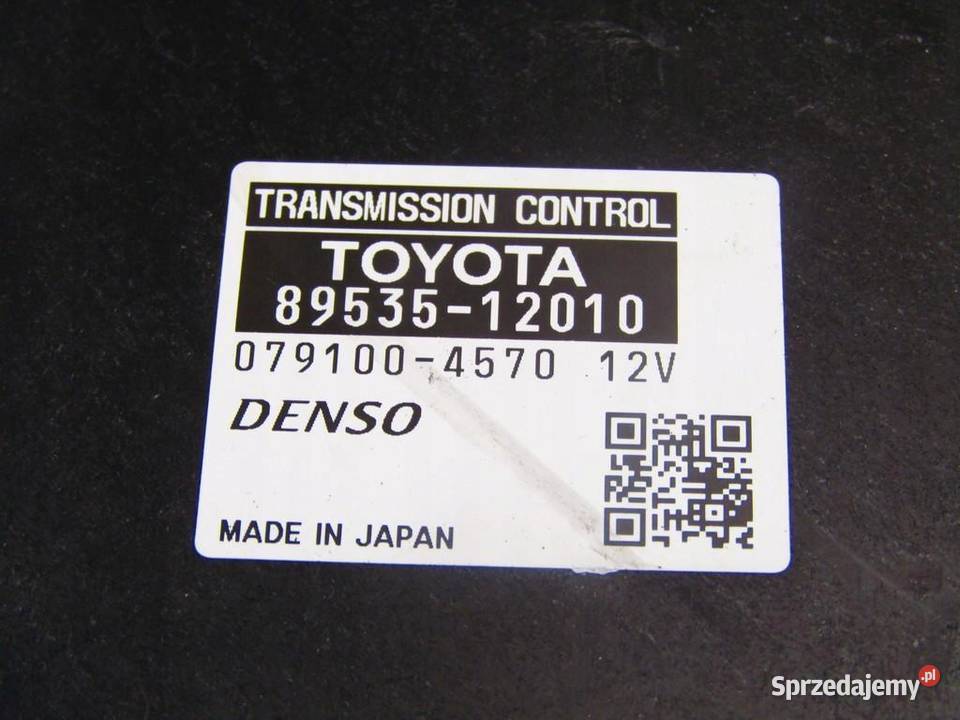 TRANSMISSION CONTROL
TOYOTA
89535-12010
079100-4570 12V
DENSO
MADE IN JAPAN
Sprzedajemy.pl